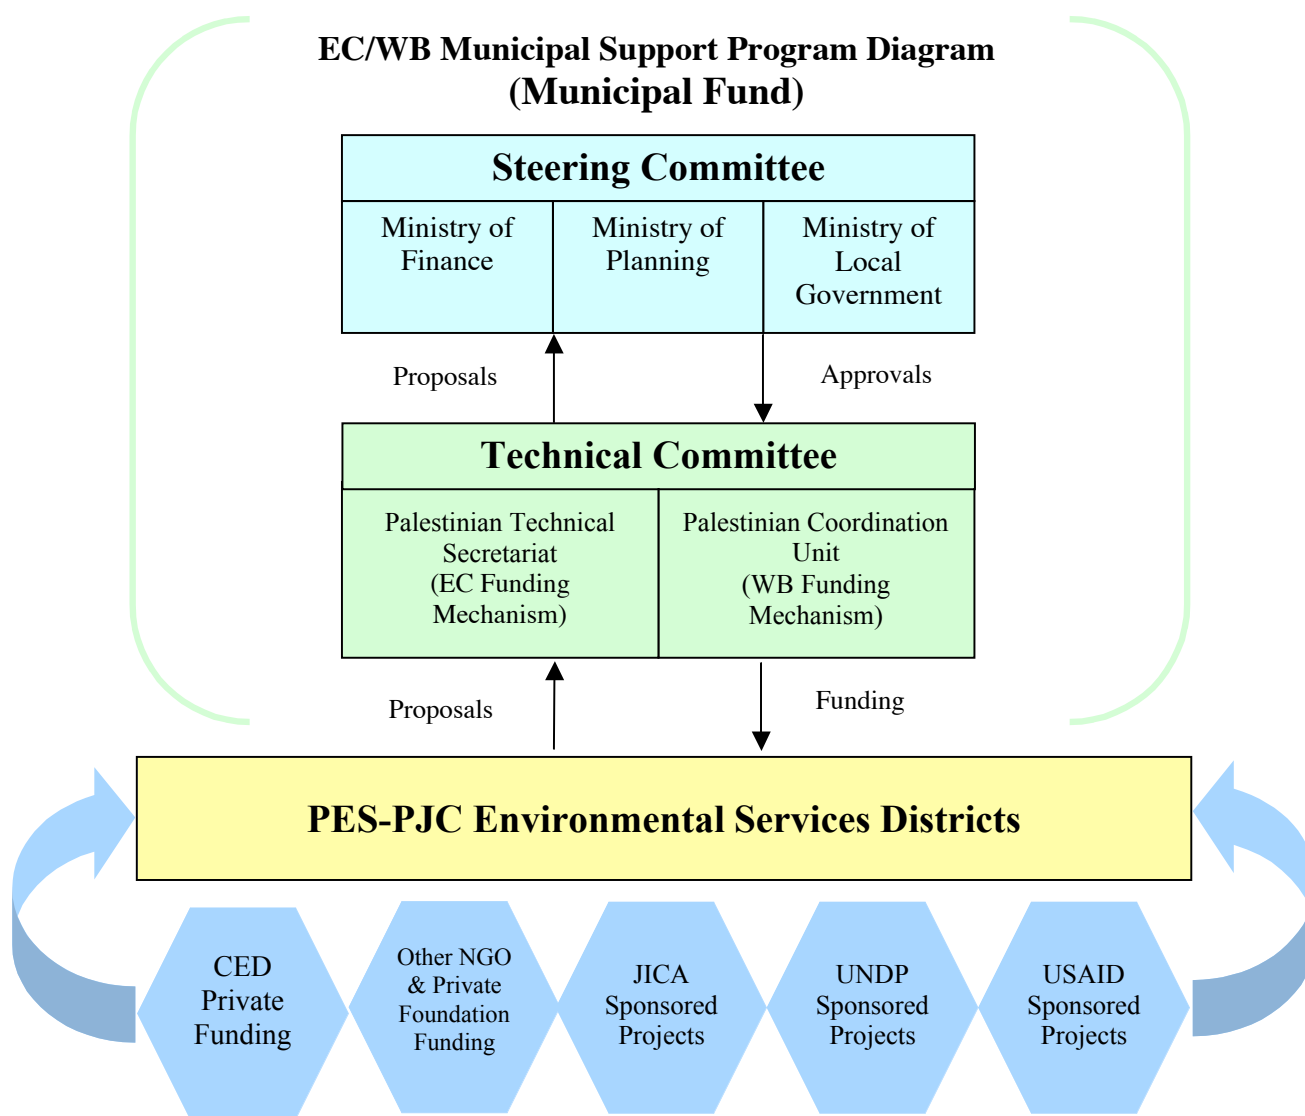 EC/WB Municipal Support Program Diagram
(Municipal Fund)
Steering Committee
Ministry of
Finance
Ministry of
Planning
Ministry of
Local
Government
Proposals
Approvals
Technical Committee
Palestinian Technical
Secretariat
(EC Funding
Mechanism)
Palestinian Coordination
Unit
(WB Funding
Mechanism)
Proposals
Funding
PES-PJC Environmental Services Districts
CED
Private
Funding
Other NGO
& Private
Foundation
Funding
JICA
Sponsored
Projects
UNDP
Sponsored
Projects
USAID
Sponsored
Projects